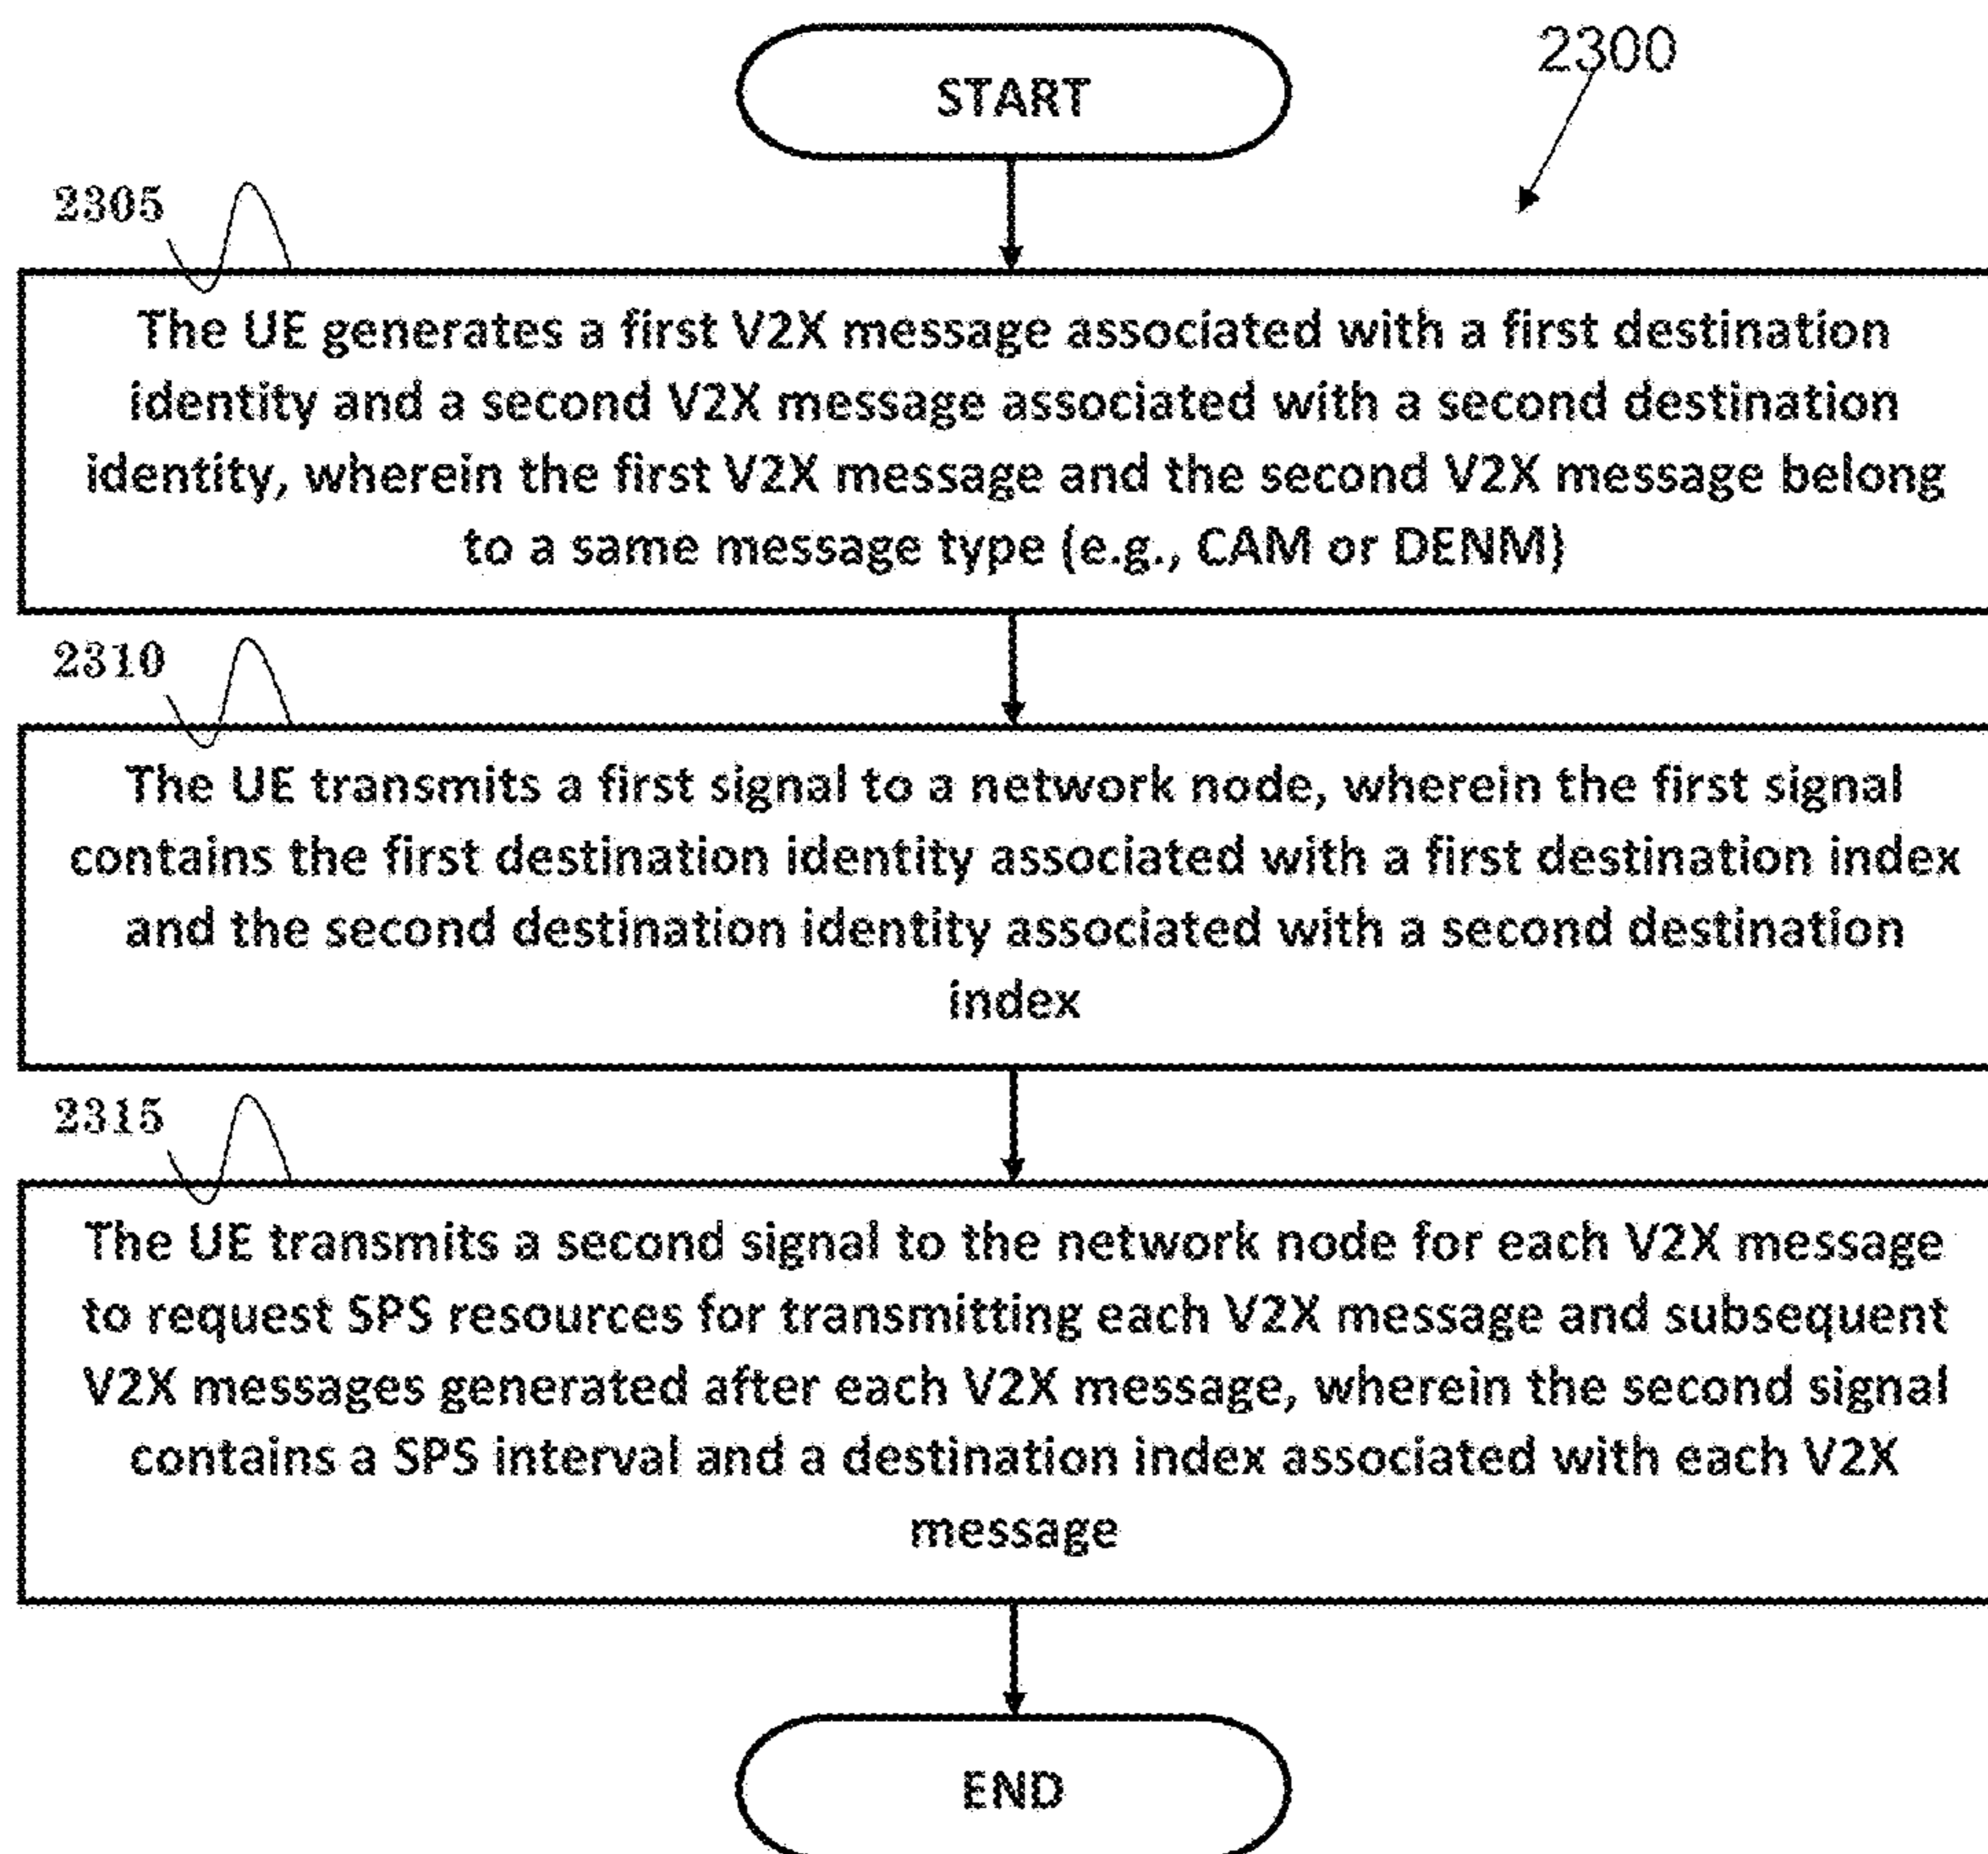 START
2300
2305
The UE generates a first V2X message associated with a first destination
identity and a second V2X message associated with a second destination
identity, wherein the first V2X message and the second V2X message belong
to a same message type (e.g., CAM or DENM)
2310
The UE transmits a first signal to a network node, wherein the first signal
contains the first destination identity associated with a first destination index
and the second destination identity associated with a second destination
index
2315
The UE transmits a second signal to the network node for each V2X message
to request SPS resources for transmitting each V2X message and subsequent
V2X messages generated after each V2X message, wherein the second signal
contains a SPS interval and a destination index associated with each V2X
message
END